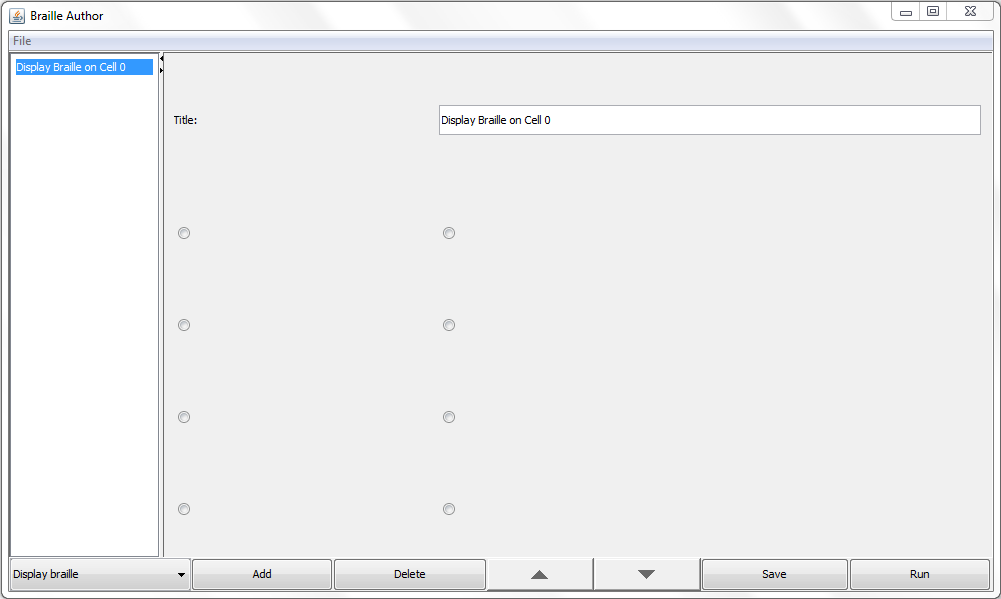 Braille Author
File
Display Braille on Cell 0
Title:
Display Braille on Cell 0
Display braille
Add
Delete
Save
Run